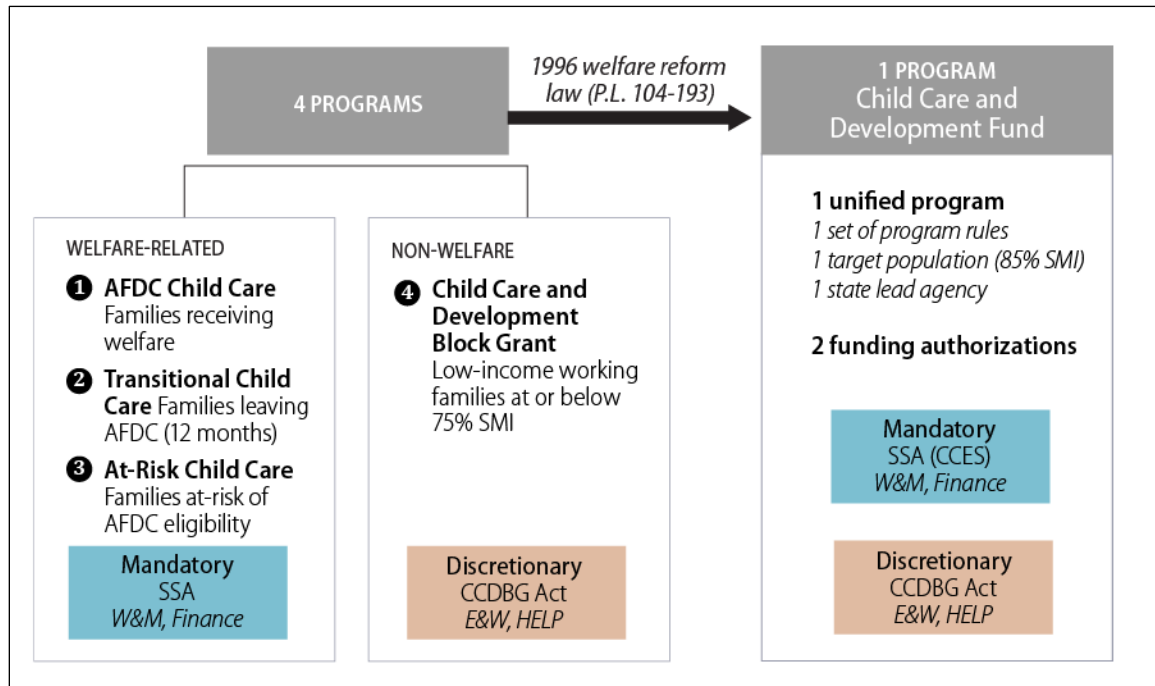 4 PROGRAMS
1996 welfare reform
law (P.L. 104-193)
1 PROGRAM
Child Care and
Development Fund
WELFARE-RELATED
1 AFDC Child Care
Families receiving
welfare
2 Transitional Child
Care Families leaving
AFDC (12 months)
3 At-Risk Child Care
Families at-risk of
AFDC eligibility
Mandatory
SSA
W&M, Finance
NON-WELFARE
4 Child Care and
Development
Block Grant
Low-income working
families at or below
75% SMI
Discretionary
CCDBG Act
E&W, HELP
1 unified program
1 set of program rules
1 target population (85% SMI)
1 state lead agency
2 funding authorizations
Mandatory
SSA (CCES)
W&M, Finance
Discretionary
CCDBG Act
E&W, HELP